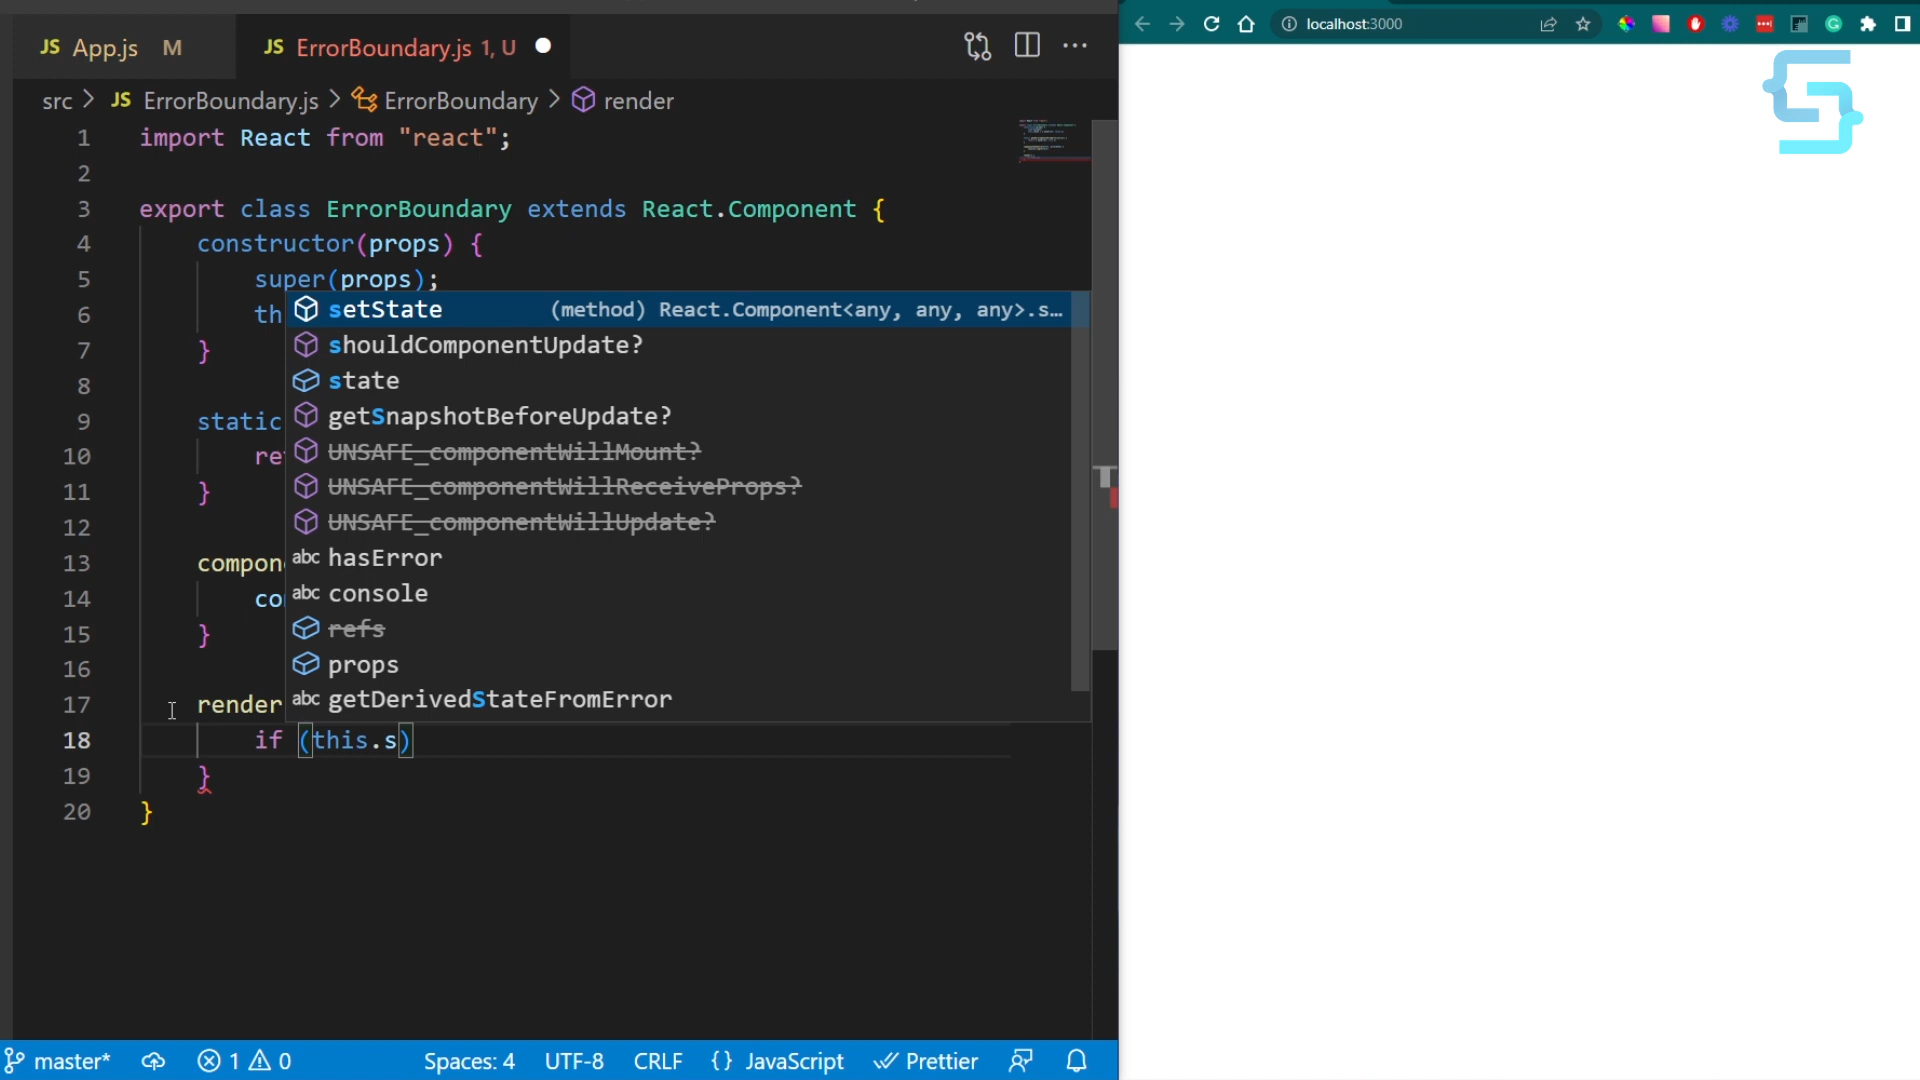 JS App.js M JS ErrorBoundary.js 1, U
localhost:3000
src > JS ErrorBoundary.js > ErrorBoundary > render
1 import React from "react";
2
3 export class ErrorBoundary extends React.Component {
4 constructor(props) {
5 super(props);
6 th
setState (method) React.Component<any, any, any>.s…
7 }
shouldComponentUpdate?
8
state
9 static
getSnapshotBeforeUpdate?
10 ret
UNSAFE_componentWillMount?
11 }
UNSAFE_componentWillReceiveProps?
12
UNSAFE_componentWillUpdate?
13 compon
abc hasError
14 co
abc console
15 }
refs
16
props
17 render
abc getDerivedStateFromError
18 if (this.s)
19 }
20 }
master* 1 0 Spaces: 4 UTF-8 CRLF {} JavaScript Prettier